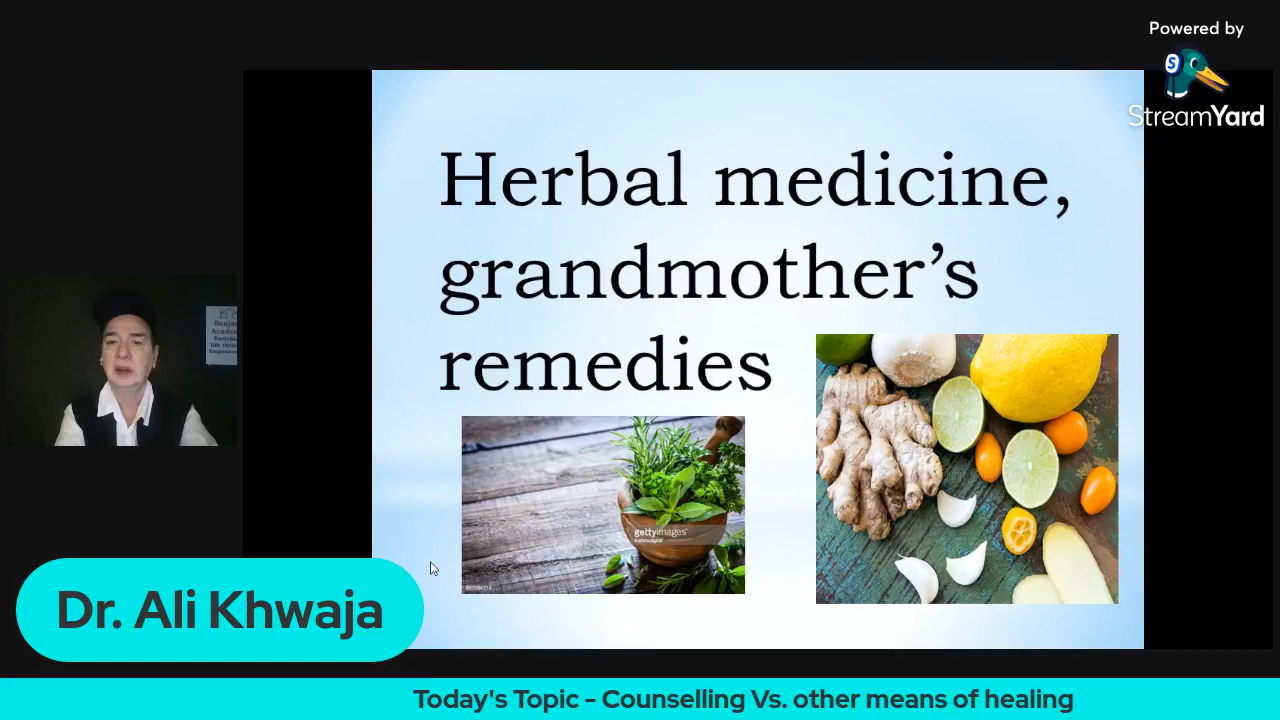 Powered by
StreamYard
Herbal medicine,
grandmother's
remedies
gettyimages
Dr. Ali Khwaja
Today's Topic - Counselling Vs. other means of healing